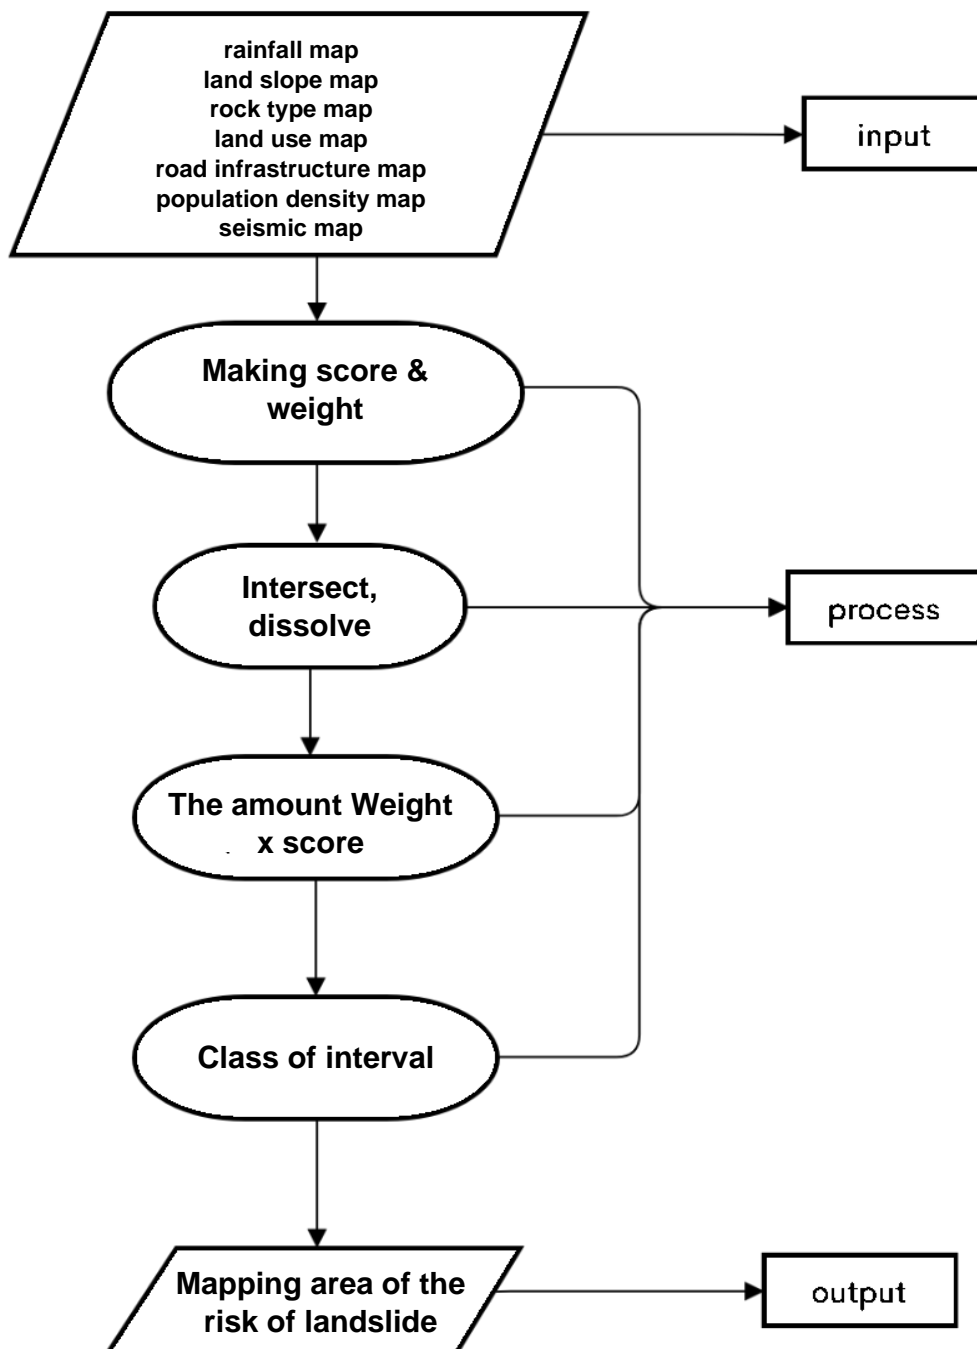 rainfall map
land slope map
rock type map
land use map
road infrastructure map
population density map
seismic map
input
Making score &
weight
Intersect,
dissolve
process
The amount Weight
x score
Class of interval
Mapping area of the
risk of landslide
output